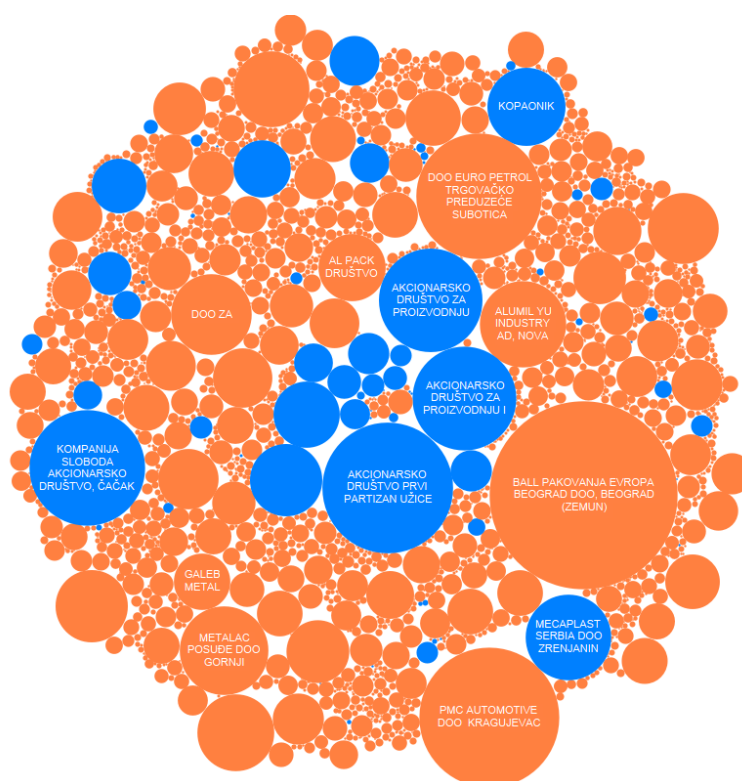 KOPAONIK
DOO EURO PETROL
TRGOVAČKO
PREDUZEĆE
SUBOTICA
AL PACK
DRUŠTVO
AKCIONARSKO
DRUŠTVO ZA
PROIZVODNJU
DOO ZA
ALUMIL YU
INDUSTRY
AD, NOVA
AKCIONARSKO
DRUŠTVO ZA
PROIZVODNJU I
KOMPANIJA
SLOBODA
AKCIONARSKO
DRUŠTVO, ČAČAK
AKCIONARSKO
DRUŠTVO PRVI
PARTIZAN UŽICE
BALL PAKOVANJA EVROPA
BEOGRAD DOO, BEOGRAD
(ZEMUN)
GALEB
METAL
METALAC
POSUĐE DOO
GORNJI
MECAPLAST
SERBIA DOO
ZRENJANIN
PMC AUTOMOTIVE
DOO KRAGUJEVAC